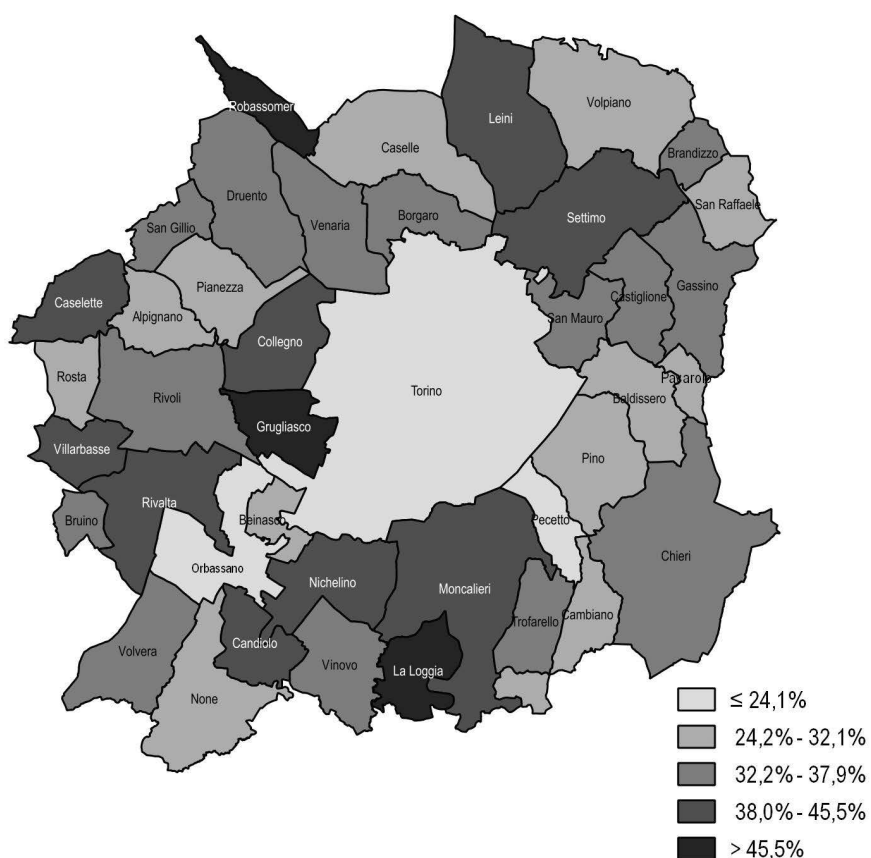 Robassomer
Leini
Volpiano
Caselle
Brandizzo
Druento
San Raffaele
Venaria
Borgaro
Settimo
San Gillio
Pianezza
Gassino
Castiglione
Caselette
Alpignano
San Mauro
Collegno
Rosta
Rivoli
Torino
Pavarolo
Baldissero
Grugliasco
Villarbasse
Pino
Rivalta
Bruino
Beinasco
Pecetto
Chieri
Orbassano
Nichelino
Moncalieri
Cambiano
Trofarello
Candiolo
Volvera
Vinovo
La Loggia
None
≤ 24,1%
24,2% - 32,1%
32,2% - 37,9%
38,0% - 45,5%
> 45,5%